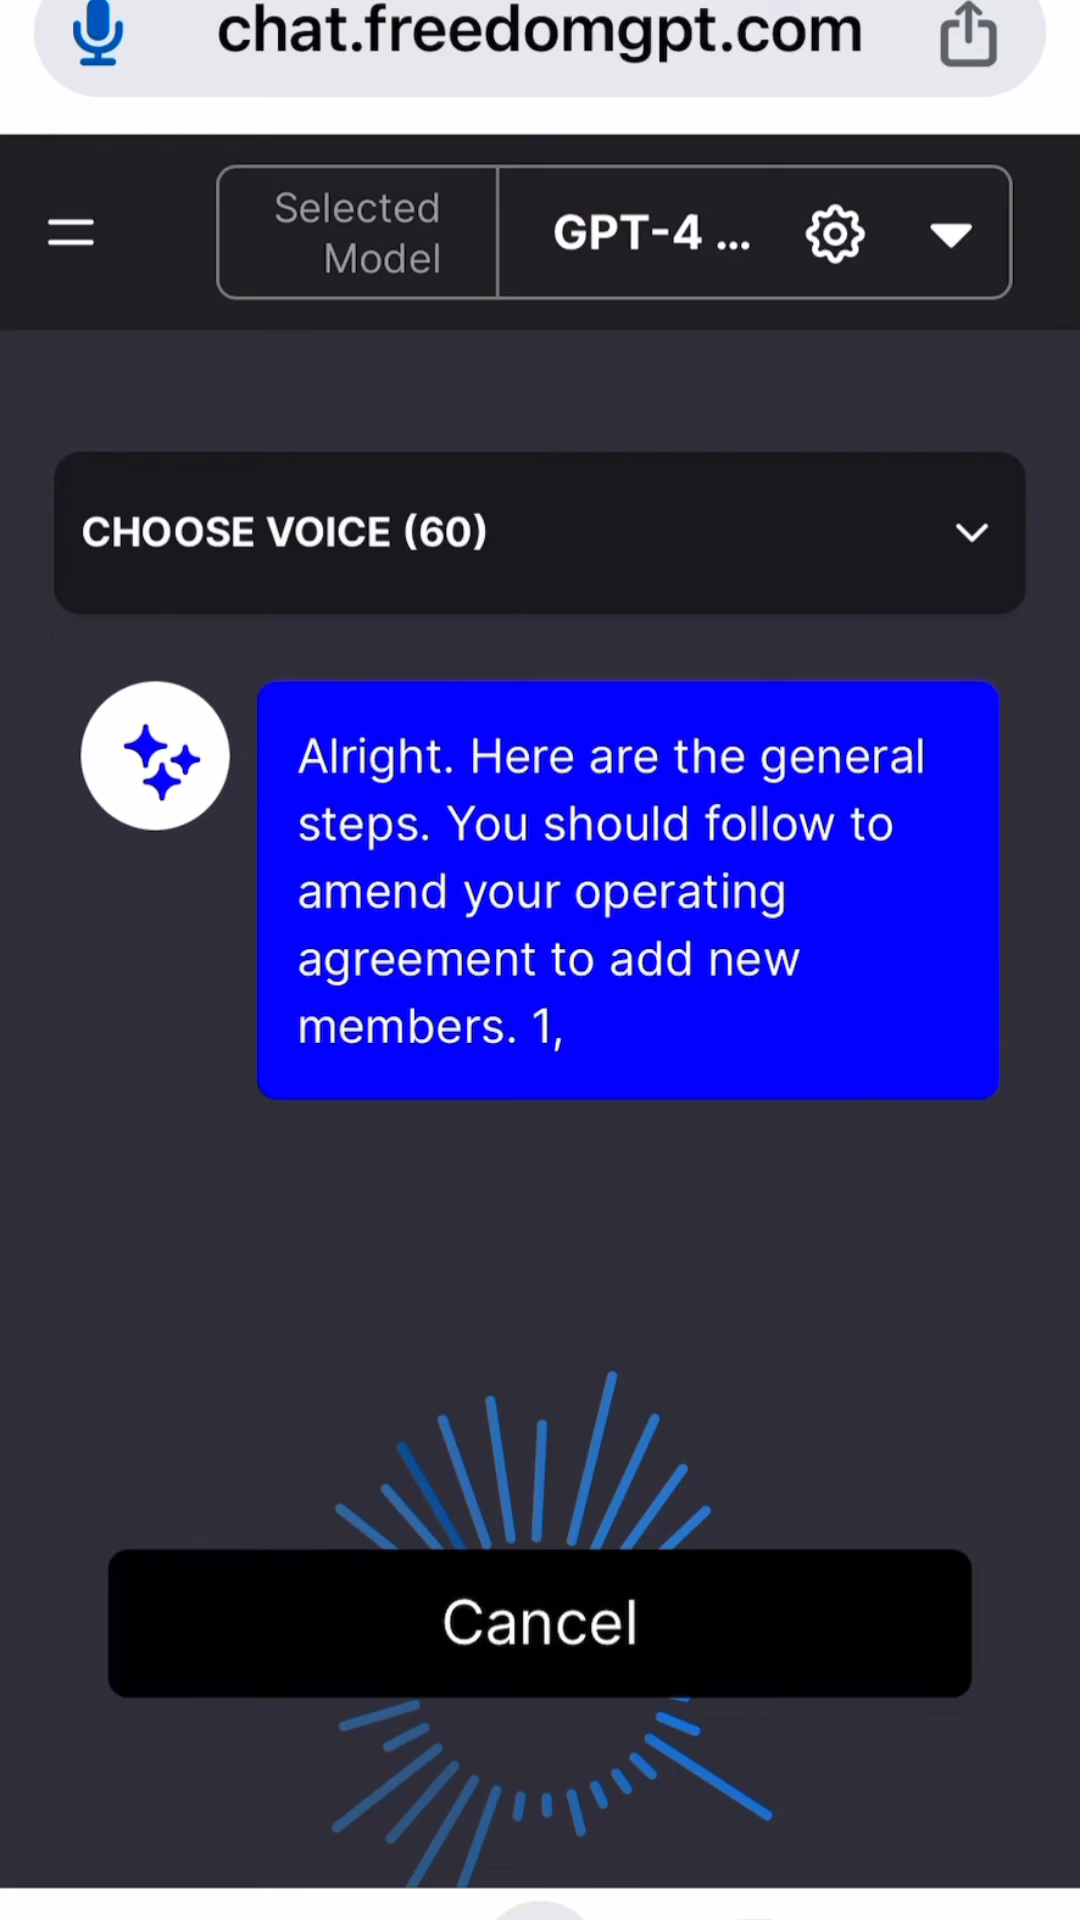 chat.freedomgpt.com
Selected
Model
GPT-4 ...
CHOOSE VOICE (60)
Alright. Here are the general
steps. You should follow to
amend your operating
agreement to add new
members. 1,
Cancel